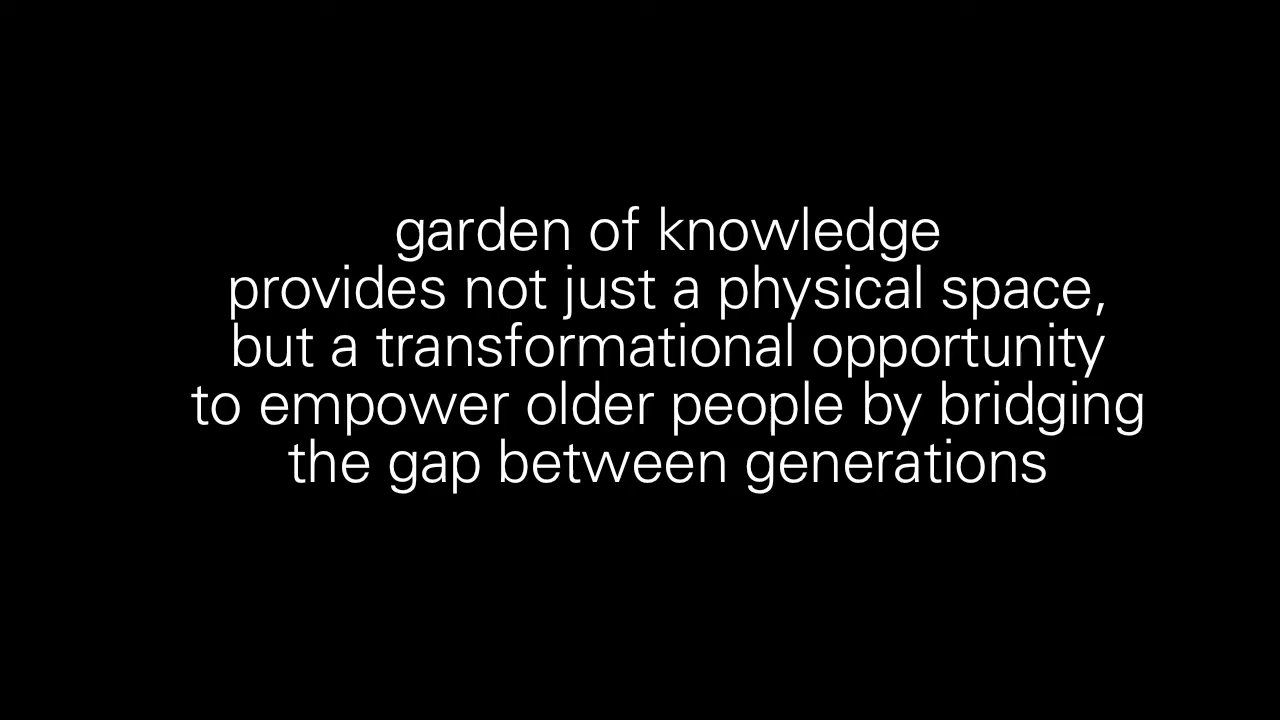 garden of knowledge
provides not just a physical space,
but a transformational opportunity
to empower older people by bridging
the gap between generations